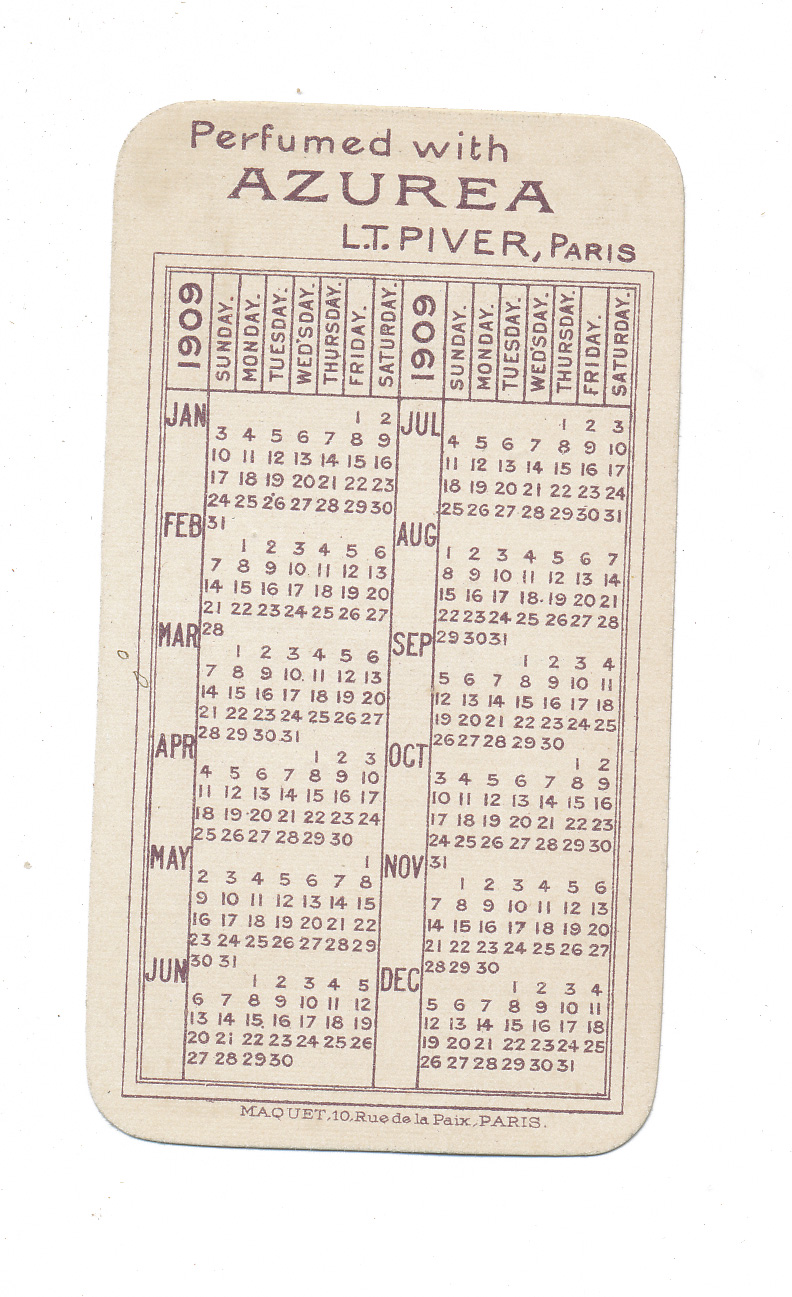 Perfumed with
AZUREA
L.T. PIVER, PARIS
1909 SUNDAY. MONDAY. TUESDAY. WED'SDAY. THURSDAY. FRIDAY. SATURDAY.
JAN
1 2
3 4 5 6 7 8 9
10 11 12 13 14 15 16
17 18 19 20 21 22 23
24 25 26 27 28 29 30
31
FEB
1 2 3 4 5 6
7 8 9 10 11 12 13
14 15 16 17 18 19 20
21 22 23 24 25 26 27
28
MAR
1 2 3 4 5 6
7 8 9 10 11 12 13
14 15 16 17 18 19 20
21 22 23 24 25 26 27
28 29 30 31
APR
1 2 3
4 5 6 7 8 9 10
11 12 13 14 15 16 17
18 19 20 21 22 23 24
25 26 27 28 29 30
MAY
1
2 3 4 5 6 7 8
9 10 11 12 13 14 15
16 17 18 19 20 21 22
23 24 25 26 27 28 29
30 31
JUN
1 2 3 4 5
6 7 8 9 10 11 12
13 14 15 16 17 18 19
20 21 22 23 24 25 26
27 28 29 30
1909 SUNDAY. MONDAY. TUESDAY. WED'SDAY. THURSDAY. FRIDAY. SATURDAY.
JUL
1 2 3
4 5 6 7 8 9 10
11 12 13 14 15 16 17
18 19 20 21 22 23 24
25 26 27 28 29 30 31
AUG
1 2 3 4 5 6 7
8 9 10 11 12 13 14
15 16 17 18 19 20 21
22 23 24 25 26 27 28
29 30 31
SEP
1 2 3 4
5 6 7 8 9 10 11
12 13 14 15 16 17 18
19 20 21 22 23 24 25
26 27 28 29 30
OCT
1 2
3 4 5 6 7 8 9
10 11 12 13 14 15 16
17 18 19 20 21 22 23
24 25 26 27 28 29 30
31
NOV
1 2 3 4 5 6
7 8 9 10 11 12 13
14 15 16 17 18 19 20
21 22 23 24 25 26 27
28 29 30
DEC
1 2 3 4
5 6 7 8 9 10 11
12 13 14 15 16 17 18
19 20 21 22 23 24 25
26 27 28 29 30 31
MAQUET, 10, Rue de la Paix, PARIS.